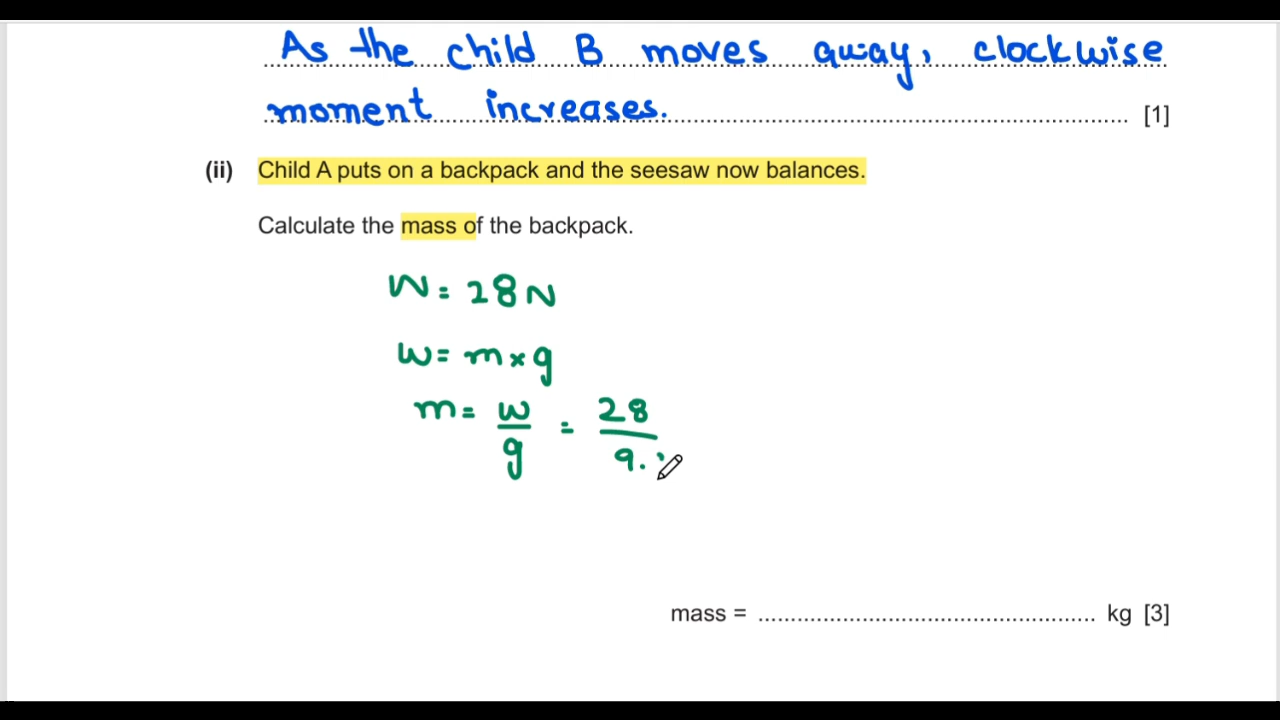 As the child B moves away, clockwise
moment increases. [1]
(ii) Child A puts on a backpack and the seesaw now balances.
Calculate the mass of the backpack.
W = 28 N
W = m × g
m = W/g = 28/9.
mass = .................................................... kg [3]